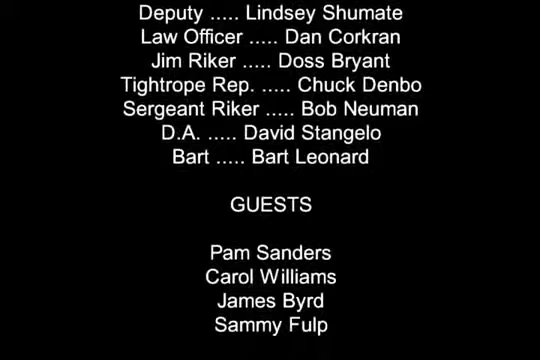 Deputy ..... Lindsey Shumate
Law Officer ..... Dan Corkran
Jim Riker ..... Doss Bryant
Tightrope Rep. ..... Chuck Denbo
Sergeant Riker ..... Bob Neuman
D.A. ..... David Stangelo
Bart ..... Bart Leonard
GUESTS
Pam Sanders
Carol Williams
James Byrd
Sammy Fulp